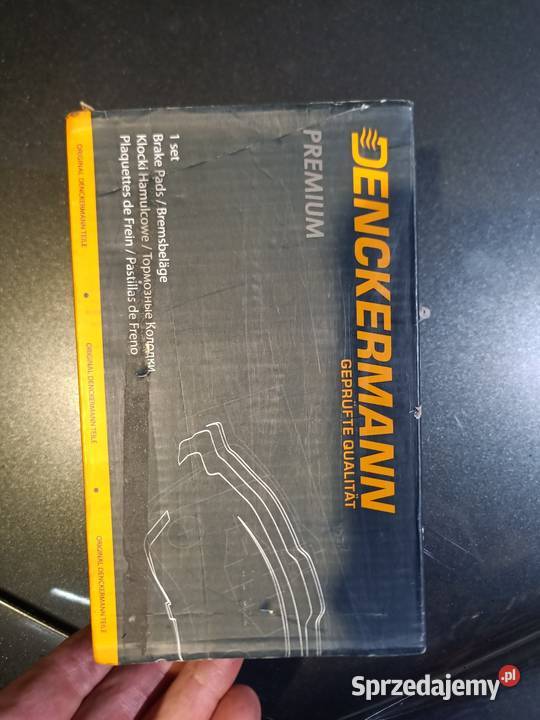 DENCKERMANN
GEPRÜFTE QUALITÄT
PREMIUM
1 set
Brake Pads / Bremsbeläge
Klocki Hamulcowe / Тормозные Колодки
Plaquettes de Frein / Pastillas de Freno
ORIGINAL DENCKERMANN TEILE
ORIGINAL DENCKERMANN TEILE
ORIGINAL DENCKERMANN TEILE
Sprzedajemy.pl